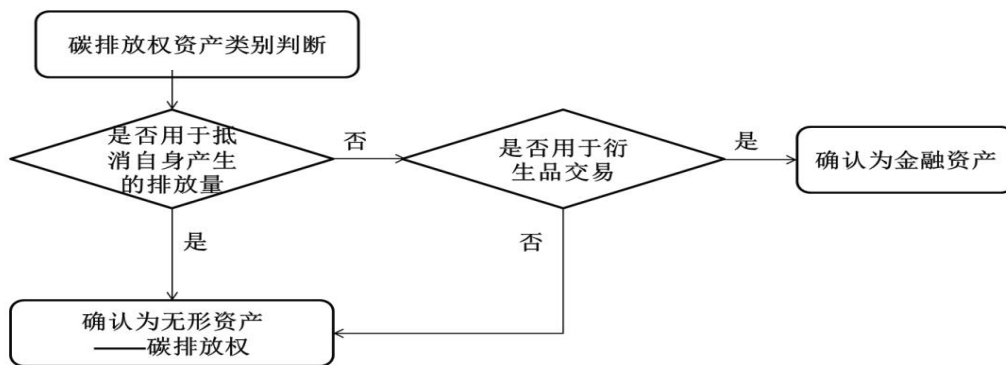 碳排放权资产类别判断
是否用于抵
消自身产生
的排放量
否
是否用于衍
生品交易
是
确认为金融资产
是
否
确认为无形资产
——碳排放权